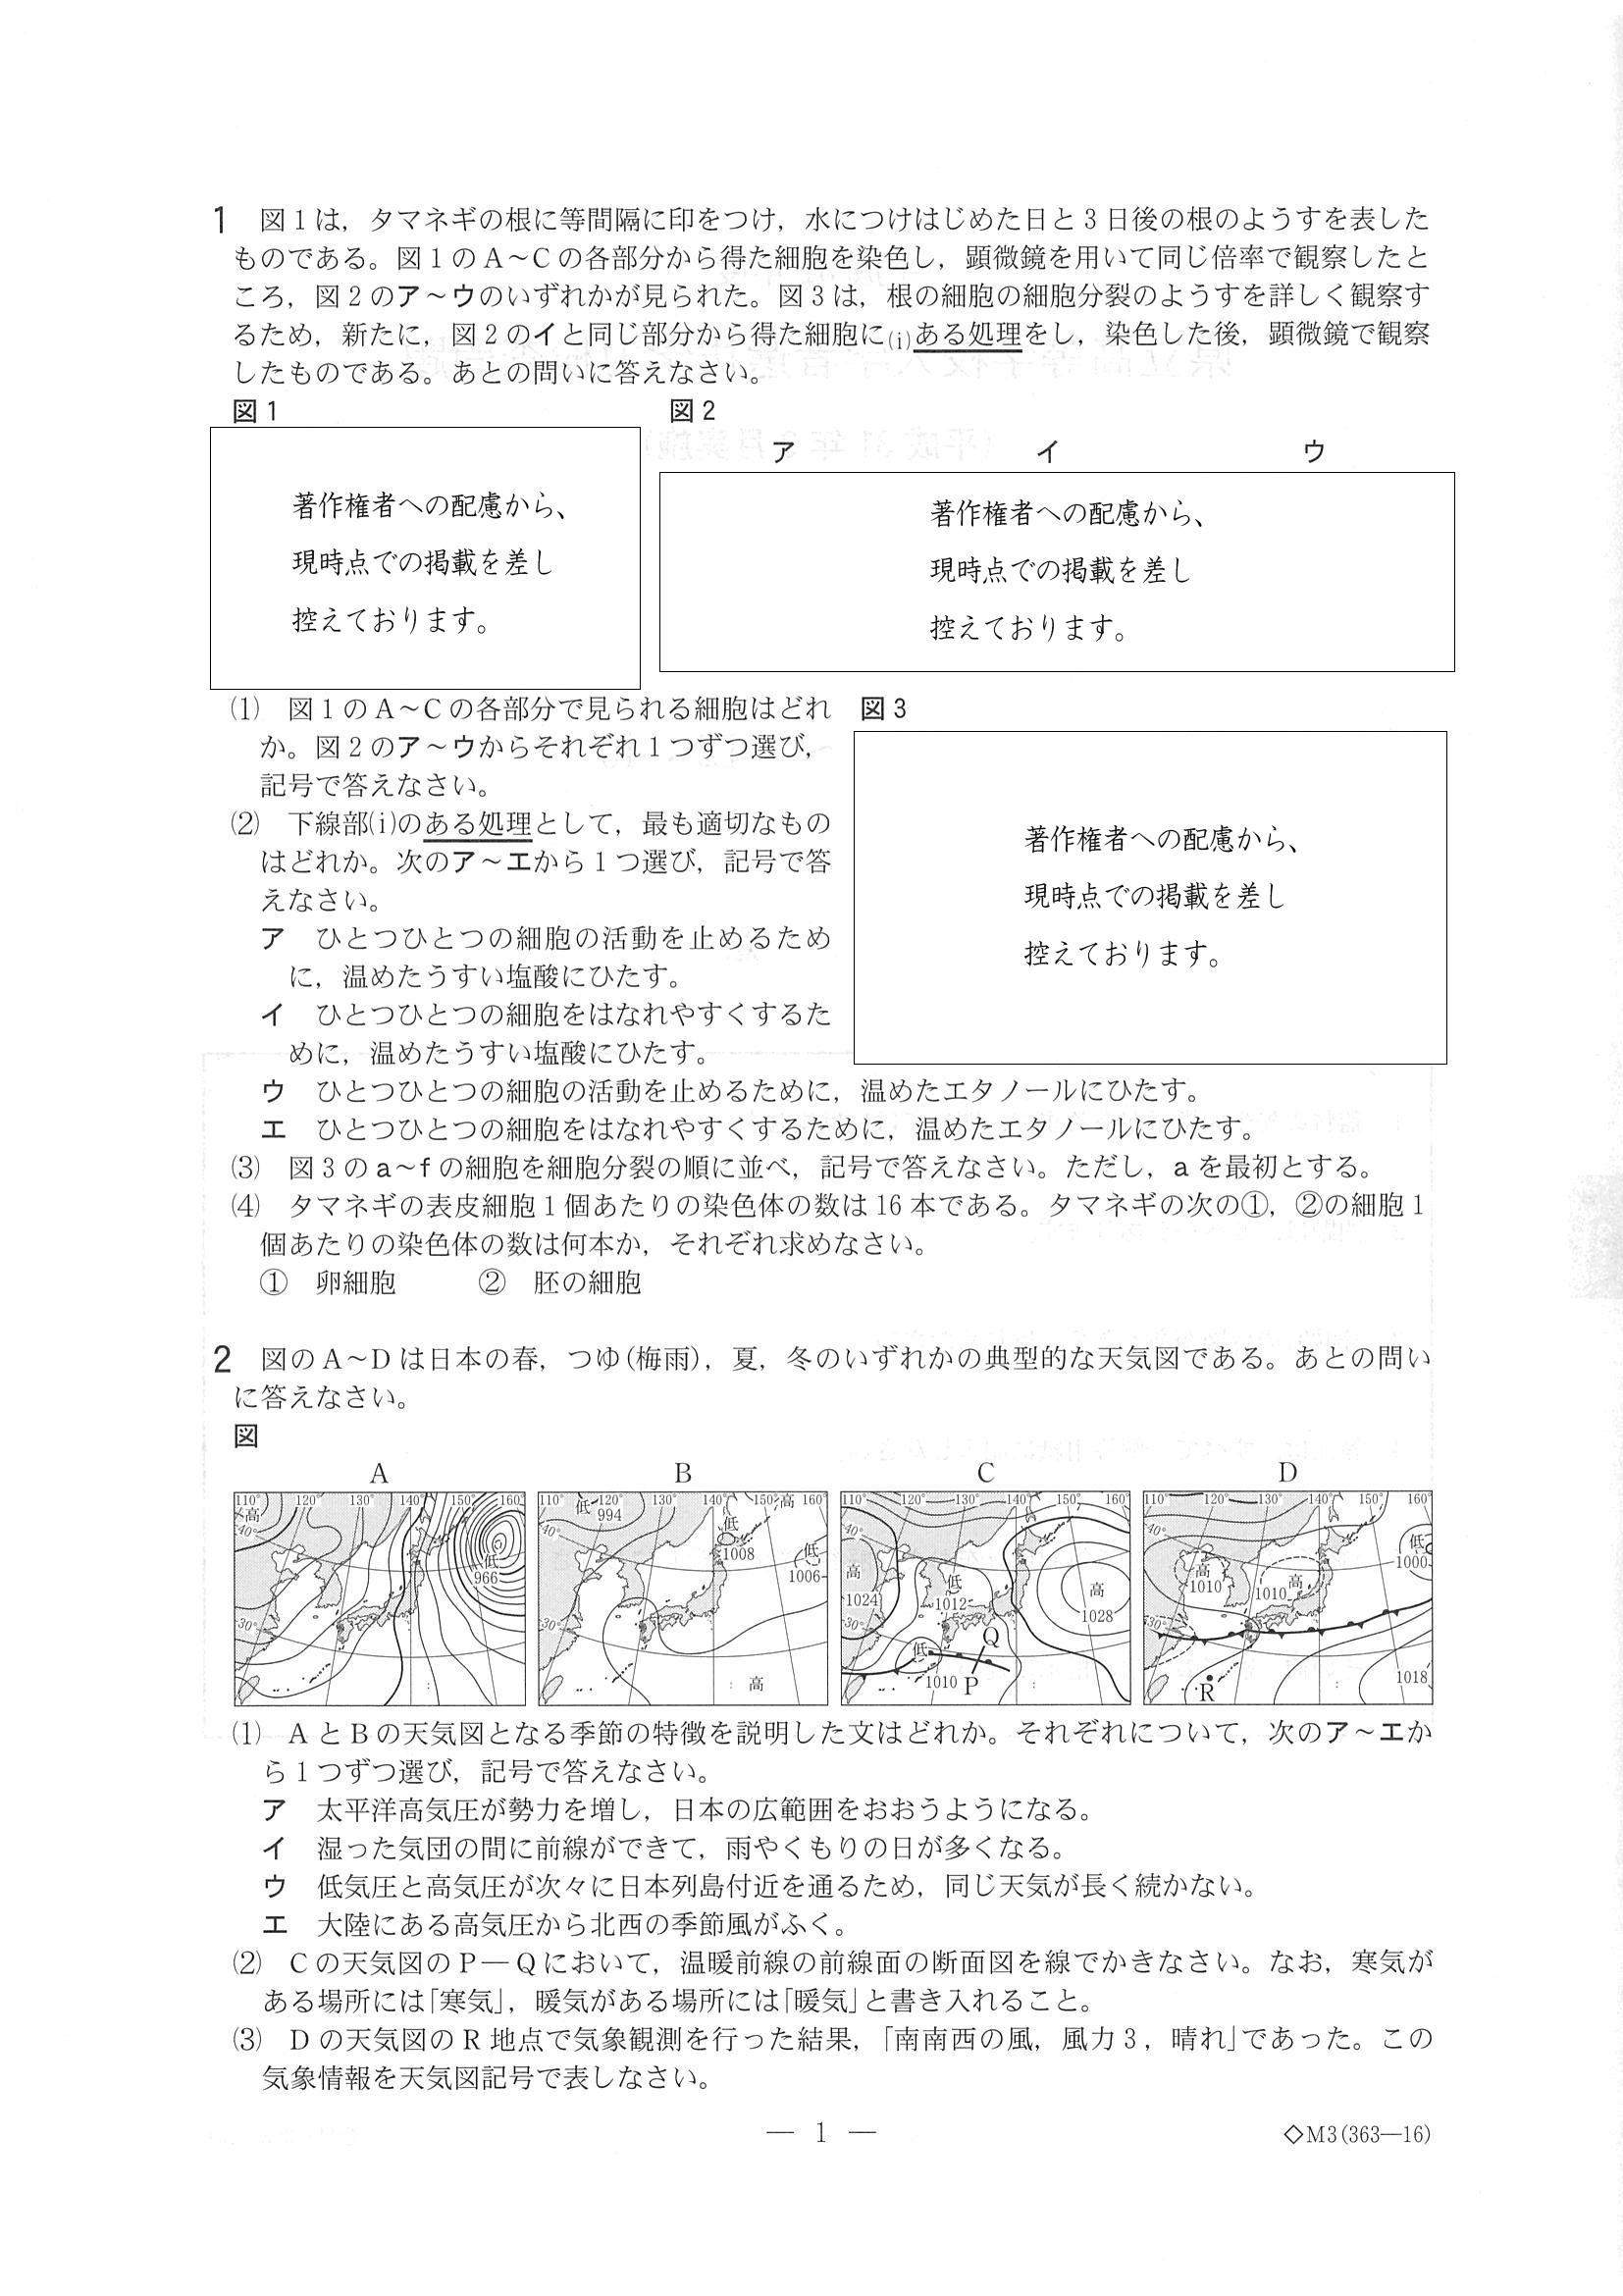 1 図1は，タマネギの根に等間隔に印をつけ，水につけはじめた日と3日後の根のようすを表した
ものである。図1のA～Cの各部分から得た細胞を染色し，顕微鏡を用いて同じ倍率で観察したと
ころ，図2のア～ウのいずれかが見られた。図3は，根の細胞の細胞分裂のようすを詳しく観察す
るため，新たに，図2のイと同じ部分から得た細胞に(i)ある処理をし，染色した後，顕微鏡で観察
したものである。あとの問いに答えなさい。
図1
図2
ア イ ウ
著作権者への配慮から、
現時点での掲載を差し
控えております。
著作権者への配慮から、
現時点での掲載を差し
控えております。
(1) 図1のA～Cの各部分で見られる細胞はどれ
か。図2のア～ウからそれぞれ1つずつ選び，
記号で答えなさい。
図3
著作権者への配慮から、
現時点での掲載を差し
控えております。
(2) 下線部(i)のある処理として，最も適切なもの
はどれか。次のア～エから1つ選び，記号で答
えなさい。
ア ひとつひとつの細胞の活動を止めるため
に，温めたうすい塩酸にひたす。
イ ひとつひとつの細胞をはなれやすくするた
めに，温めたうすい塩酸にひたす。
ウ ひとつひとつの細胞の活動を止めるために，温めたエタノールにひたす。
エ ひとつひとつの細胞をはなれやすくするために，温めたエタノールにひたす。
(3) 図3のa～fの細胞を細胞分裂の順に並べ，記号で答えなさい。ただし，aを最初とする。
(4) タマネギの表皮細胞1個あたりの染色体の数は16本である。タマネギの次の①，②の細胞1
個あたりの染色体の数は何本か，それぞれ求めなさい。
① 卵細胞 ② 胚の細胞
2 図のA～Dは日本の春，つゆ(梅雨)，夏，冬のいずれかの典型的な天気図である。あとの問い
に答えなさい。
図
A
110° 120° 130° 140° 150° 160°
高
40°
低
966
30°
B
110° 120° 130° 140° 150° 160°
低
994
高
40°
低
1008
低
1006
30°
高
C
110° 120° 130° 140° 150° 160°
40°
高
1024
低
1012
高
1028
30°
低
1010
Q
P
D
110° 120° 130° 140° 150° 160°
40°
低
1000
高
1010
高
1010
30°
1018
R
(1) AとBの天気図となる季節の特徴を説明した文はどれか。それぞれについて，次のア～エか
ら1つずつ選び，記号で答えなさい。
ア 太平洋高気圧が勢力を増し，日本の広範囲をおおうようになる。
イ 湿った気団の間に前線ができて，雨やくもりの日が多くなる。
ウ 低気圧と高気圧が次々に日本列島付近を通るため，同じ天気が長く続かない。
エ 大陸にある高気圧から北西の季節風がふく。
(2) Cの天気図のP—Qにおいて，温暖前線の前線面の断面図を線でかきなさい。なお，寒気が
ある場所には「寒気」，暖気がある場所には「暖気」と書き入れること。
(3) Dの天気図のR地点で気象観測を行った結果，「南南西の風，風力3，晴れ」であった。この
気象情報を天気図記号で表しなさい。
— 1 —
◇M3(363—16)